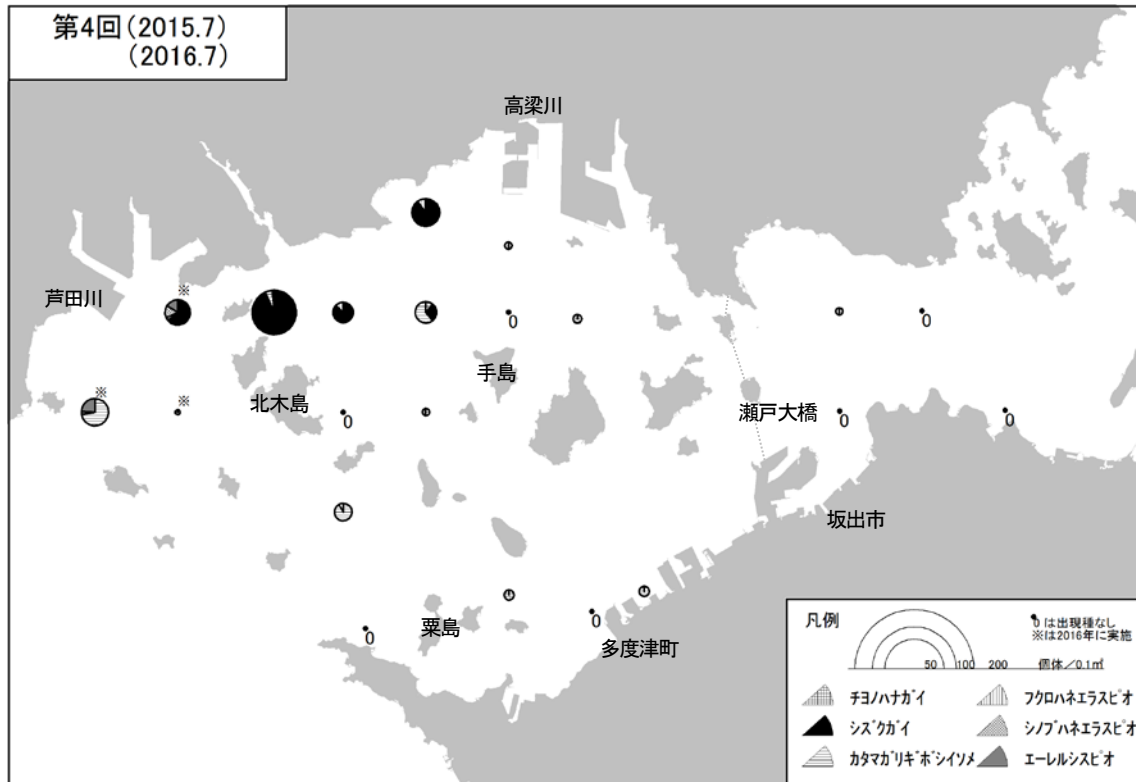 第4回(2015.7)
(2016.7)
高梁川
芦田川
※
※
※
0
0
手島
北木島
0
瀬戸大橋
0
0
坂出市
粟島
0
0
多度津町
凡例
0 は出現種なし
※は2016年に実施
50 100 200 個体/0.1㎡
チヨノハナガイ
フクロハネエラスピオ
シズクガイ
シノブハネエラスピオ
カタマガリギボシイソメ
エーレルシスピオ